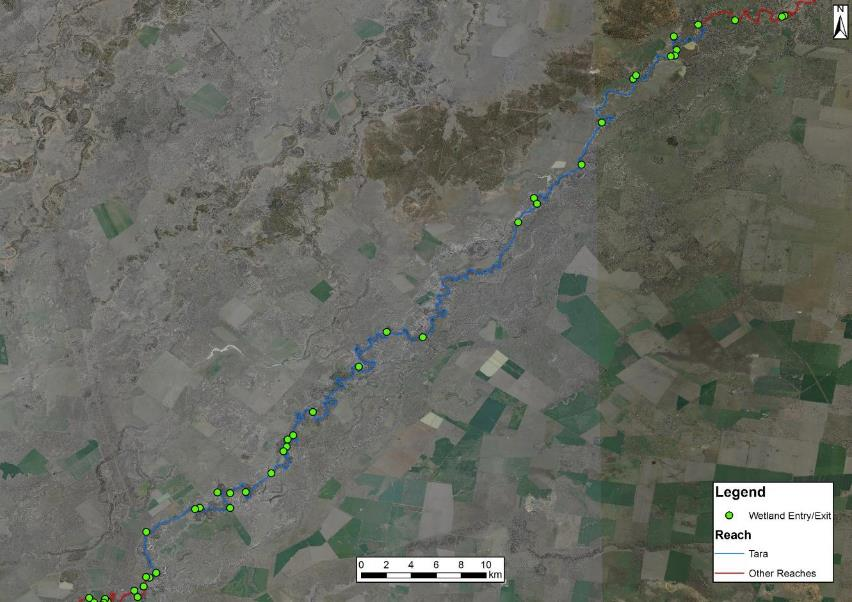 N
Legend
Wetland Entry/Exit
Reach
Tara
Other Reaches
0 2 4 6 8 10
km